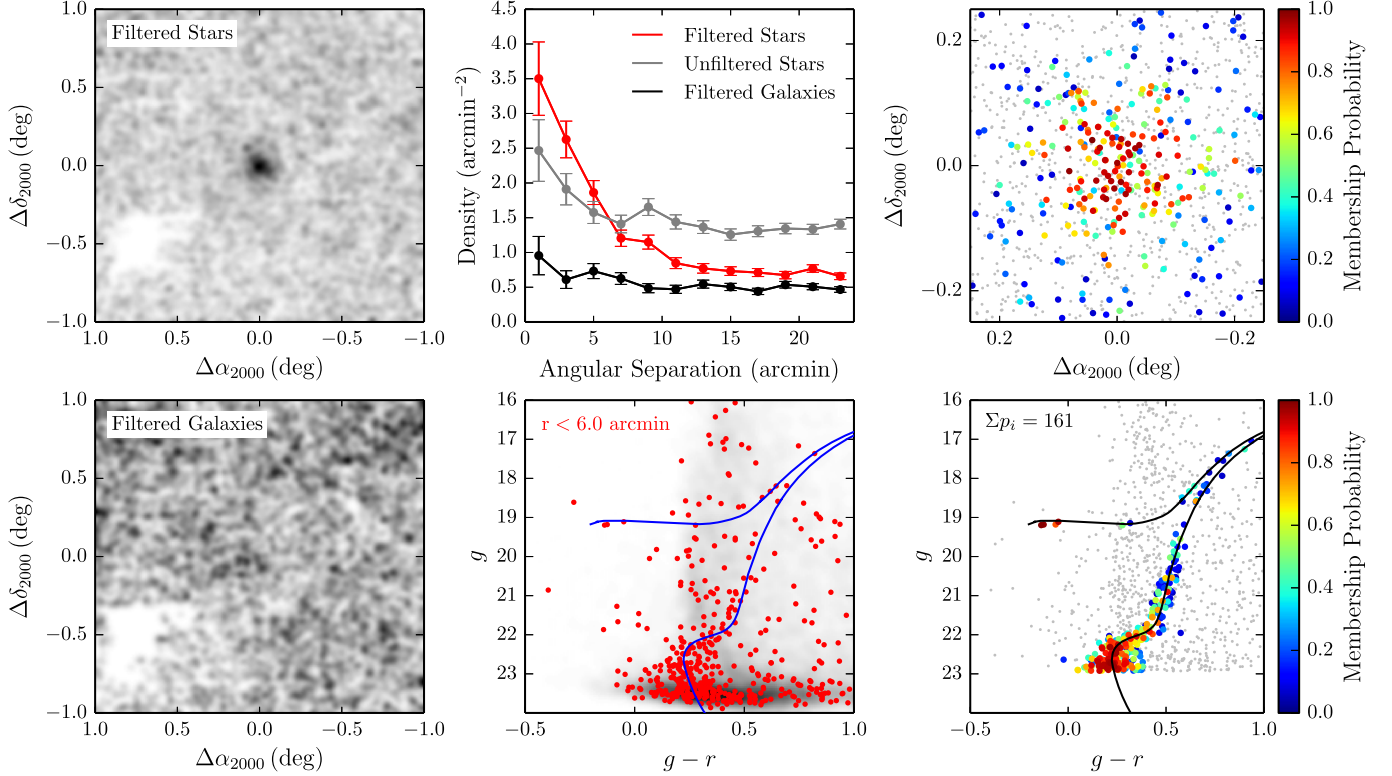 Filtered Stars
1.0
0.5
0.0
−0.5
−1.0
Δδ2000 (deg)
1.0 0.5 0.0 −0.5 −1.0
Δα2000 (deg)
4.5
4.0
3.5
3.0
2.5
2.0
1.5
1.0
0.5
0.0
Density (arcmin−2)
Filtered Stars
Unfiltered Stars
Filtered Galaxies
0 5 10 15 20
Angular Separation (arcmin)
0.2
0.0
−0.2
Δδ2000 (deg)
0.2 0.0 −0.2
Δα2000 (deg)
1.0
0.8
0.6
0.4
0.2
0.0
Membership Probability
Filtered Galaxies
1.0
0.5
0.0
−0.5
−1.0
Δδ2000 (deg)
1.0 0.5 0.0 −0.5 −1.0
Δα2000 (deg)
r < 6.0 arcmin
16
17
18
19
20
21
22
23
g
−0.5 0.0 0.5 1.0
g − r
Σpi = 161
16
17
18
19
20
21
22
23
g
−0.5 0.0 0.5 1.0
g − r
1.0
0.8
0.6
0.4
0.2
0.0
Membership Probability